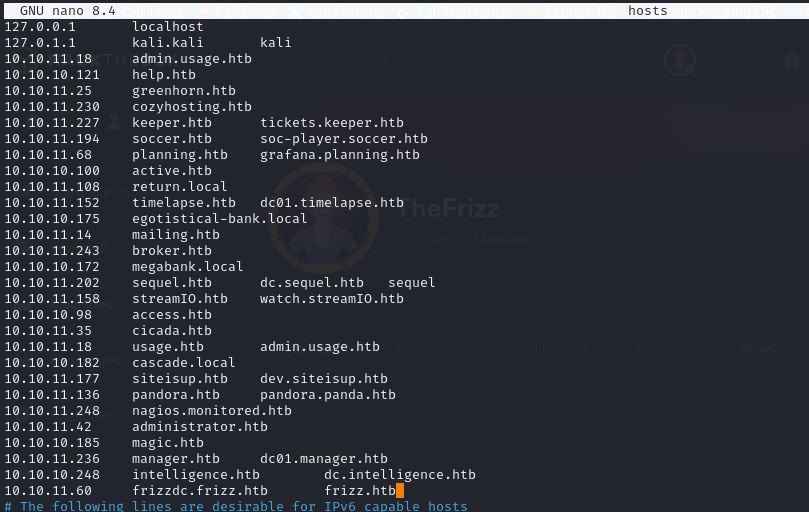 GNU nano 8.4 hosts
127.0.0.1 localhost
127.0.1.1 kali.kali kali
10.10.11.18 admin.usage.htb
10.10.10.121 help.htb
10.10.11.25 greenhorn.htb
10.10.11.230 cozyhosting.htb
10.10.11.227 keeper.htb tickets.keeper.htb
10.10.11.194 soccer.htb soc-player.soccer.htb
10.10.11.68 planning.htb grafana.planning.htb
10.10.10.100 active.htb
10.10.11.108 return.local
10.10.11.152 timelapse.htb dc01.timelapse.htb
TheFrizz
10.10.10.175 egotistical-bank.local
10.10.11.14 mailing.htb
Windows Medium
10.10.11.243 broker.htb
10.10.10.172 megabank.local
10.10.11.202 sequel.htb dc.sequel.htb sequel
10.10.11.158 streamIO.htb watch.streamIO.htb
10.10.10.98 access.htb
10.10.11.35 cicada.htb
10.10.11.18 usage.htb admin.usage.htb
Activity
10.10.10.182 cascade.local
10.10.11.177 siteisup.htb dev.siteisup.htb
10.10.11.136 pandora.htb pandora.panda.htb
10.10.11.248 nagios.monitored.htb
10.10.11.42 administrator.htb
10.10.10.185 magic.htb
10.10.11.236 manager.htb dc01.manager.htb
10.10.10.248 intelligence.htb dc.intelligence.htb
10.10.11.60 frizzdc.frizz.htb frizz.htb
# The following lines are desirable for IPv6 capable hosts